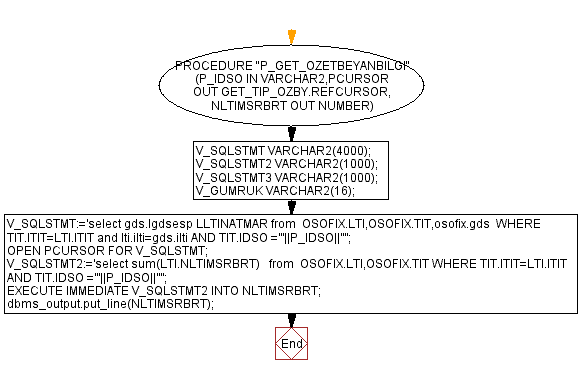 PROCEDURE "P_GET_OZETBEYANBILGI"
(P_IDSO IN VARCHAR2,PCURSOR
OUT GET_TIP_OZBY.REFCURSOR,
NLTIMSRBRT OUT NUMBER)
V_SQLSTMT VARCHAR2(4000);
V_SQLSTMT2 VARCHAR2(1000);
V_SQLSTMT3 VARCHAR2(1000);
V_GUMRUK VARCHAR2(16);
V_SQLSTMT:='select gds.lgdsesp LLTINATMAR from  OSOFIX.LTI,OSOFIX.TIT,osofix.gds  WHERE
TIT.ITIT=LTI.ITIT and lti.ilti=gds.ilti AND TIT.IDSO ='''||P_IDSO||'''';
OPEN PCURSOR FOR V_SQLSTMT;
V_SQLSTMT2:='select sum(LTI.NLTIMSRBRT)   from  OSOFIX.LTI,OSOFIX.TIT WHERE TIT.ITIT=LTI.ITIT
AND TIT.IDSO ='''||P_IDSO||'''';
EXECUTE IMMEDIATE V_SQLSTMT2 INTO NLTIMSRBRT;
dbms_output.put_line(NLTIMSRBRT);
End